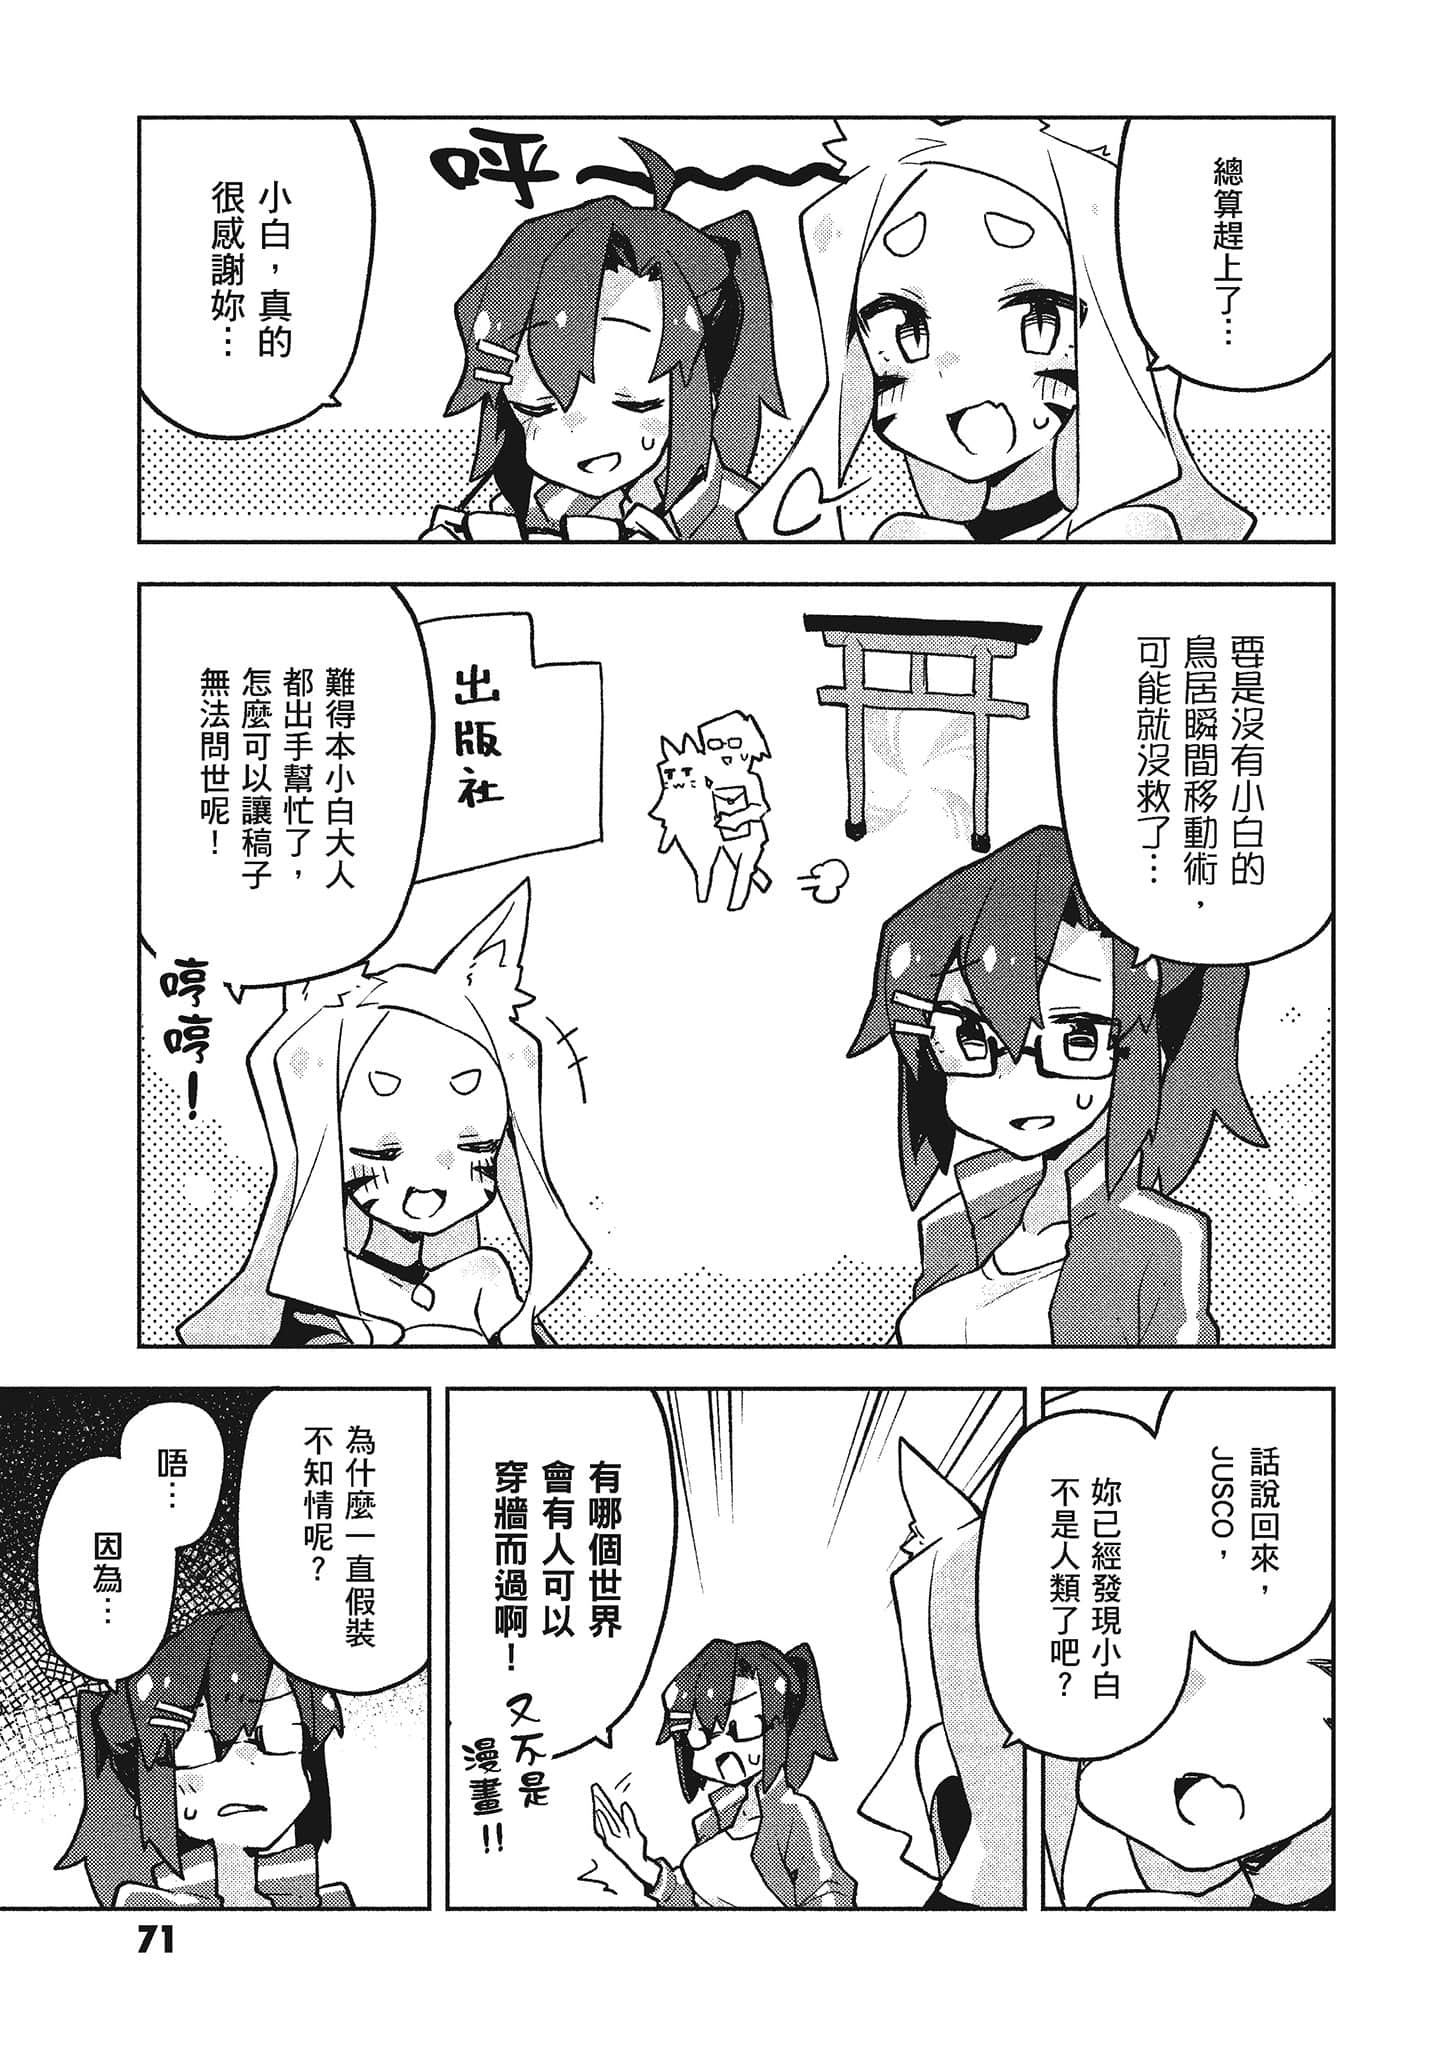 總算趕上了…
呼
小白，真的
很感謝妳…
要是沒有小白的
鳥居瞬間移動術，
可能就沒救了…
出版社
難得本小白大人
都出手幫忙了，
怎麼可以讓稿子
無法問世呢！
哼哼！
話說回來，
JUSCO，
妳已經發現小白
不是人類了吧？
有哪個世界
會有人可以
穿牆而過啊！
又不是
漫畫!!
為什麼一直假裝
不知情呢？
唔…
因為…
71